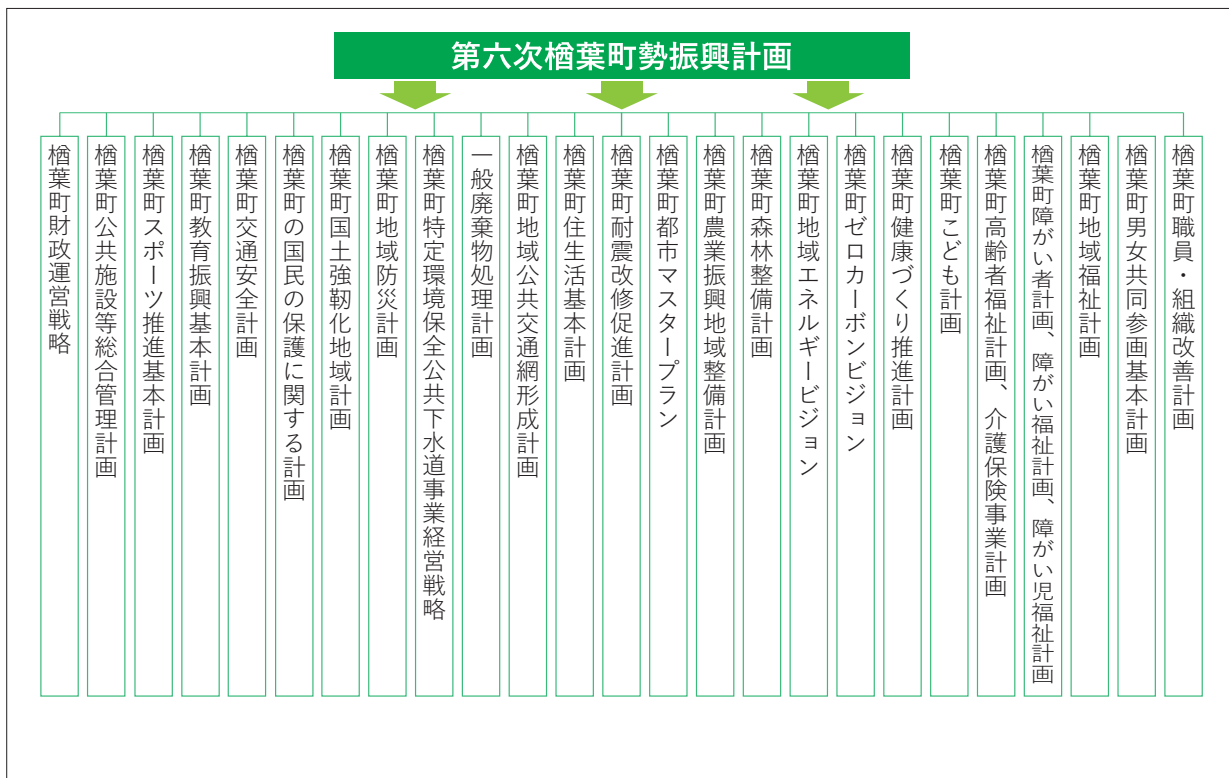 第六次楢葉町勢振興計画
楢葉町職員・組織改善計画
楢葉町男女共同参画基本計画
楢葉町地域福祉計画
楢葉町障がい者計画、障がい福祉計画、障がい児福祉計画
楢葉町高齢者福祉計画、介護保険事業計画
楢葉町こども計画
楢葉町健康づくり推進計画
楢葉町ゼロカーボンビジョン
楢葉町地域エネルギービジョン
楢葉町森林整備計画
楢葉町農業振興地域整備計画
楢葉町都市マスタープラン
楢葉町耐震改修促進計画
楢葉町住生活基本計画
楢葉町地域公共交通網形成計画
一般廃棄物処理計画
楢葉町特定環境保全公共下水道事業経営戦略
楢葉町地域防災計画
楢葉町国土強靭化地域計画
楢葉町の国民の保護に関する計画
楢葉町交通安全計画
楢葉町教育振興基本計画
楢葉町スポーツ推進基本計画
楢葉町公共施設等総合管理計画
楢葉町財政運営戦略